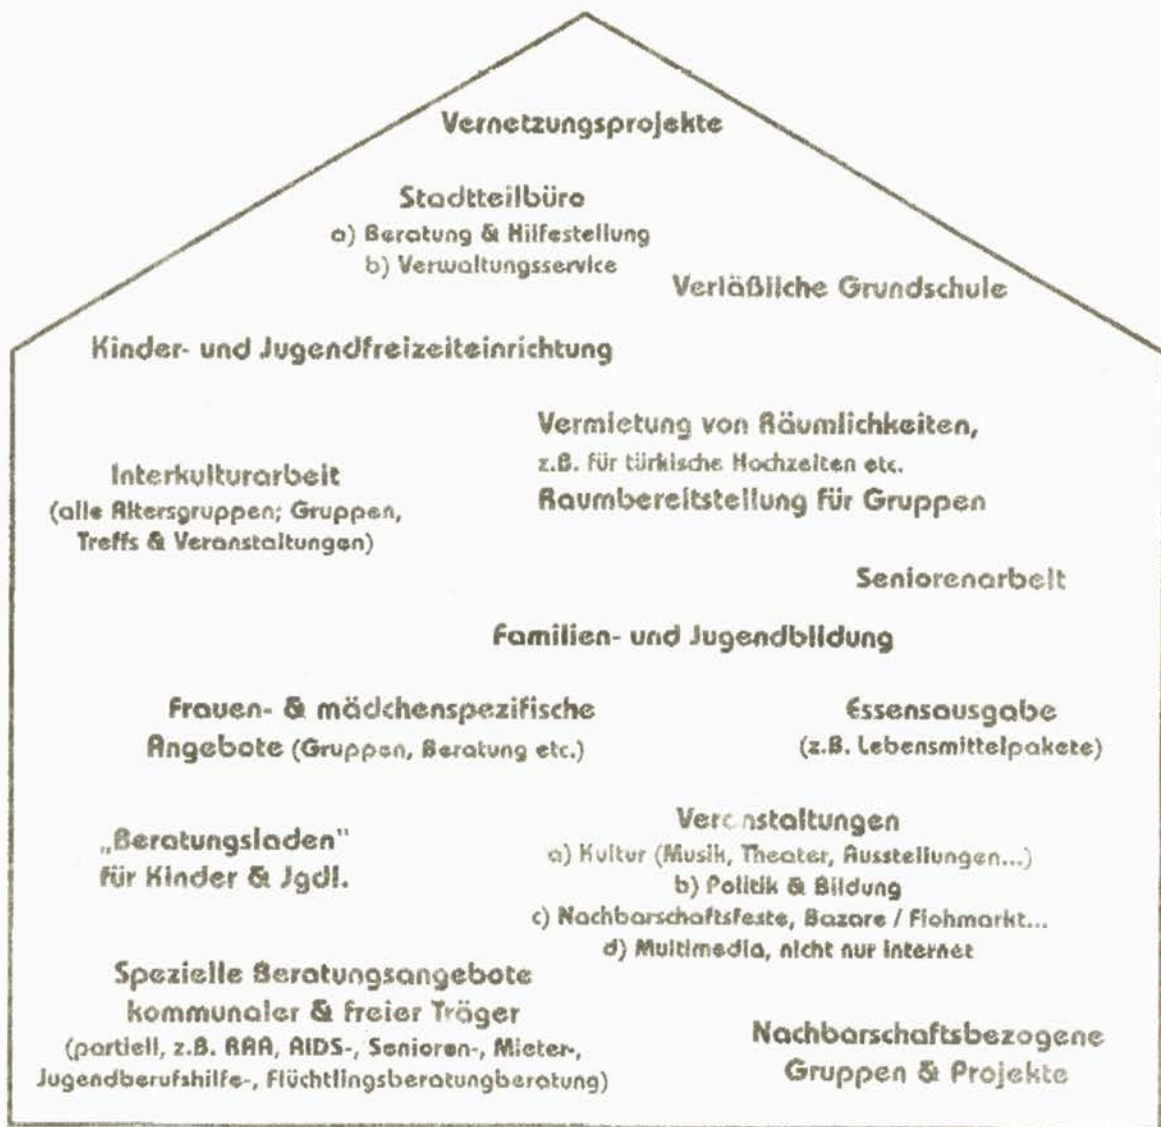 Vernetzungsprojekte
Stadtteilbüro
a) Beratung & Hilfestellung
b) Verwaltungsservice
Verläßliche Grundschule
Kinder- und Jugendfreizeiteinrichtung
Vermietung von Räumlichkeiten,
z.B. für türkische Hochzeiten etc.
Raumbereitstellung für Gruppen
Interkulturarbeit
(alle Altersgruppen; Gruppen,
Treffs & Veranstaltungen)
Seniorenarbeit
Familien- und Jugendbildung
Frauen- & mädchenspezifische
Angebote (Gruppen, Beratung etc.)
Essensausgabe
(z.B. Lebensmittelpakete)
„Beratungsladen"
für Kinder & Jgdl.
Veranstaltungen
a) Kultur (Musik, Theater, Ausstellungen...)
b) Politik & Bildung
c) Nachbarschaftsfeste, Bazare / Flohmarkt...
d) Multimedia, nicht nur Internet
Spezielle Beratungsangebote
kommunaler & freier Träger
(partiell, z.B. RAA, AIDS-, Senioren-, Mieter-,
Jugendberufshilfe-, Flüchtlingsberatungberatung)
Nachbarschaftsbezogene
Gruppen & Projekte